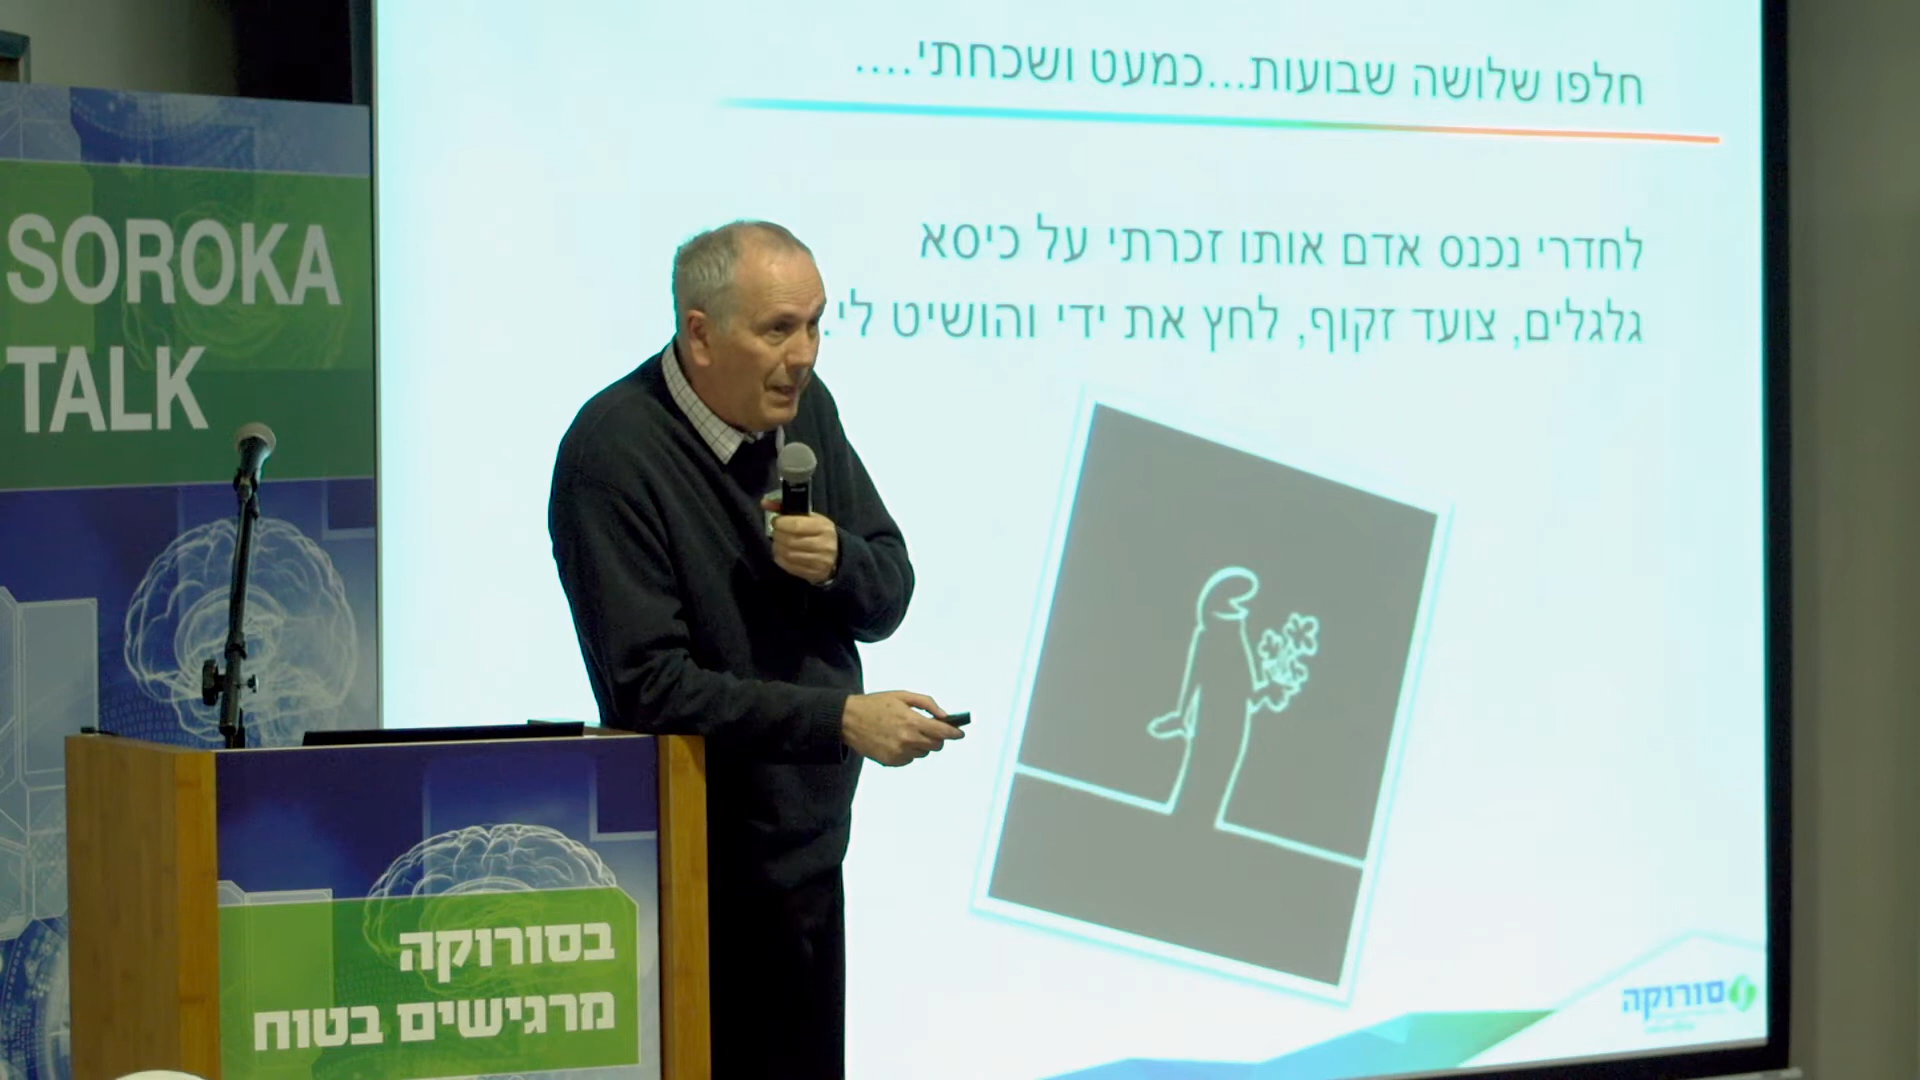 חלפו שלושה שבועות...כמעט ושכחתי....
לחדרי נכנס אדם אותו זכרתי על כיסא
גלגלים, צועד זקוף, לחץ את ידי והושיט לי.
SOROKA
TALK
בסורוקה
מרגישים בטוח
סורוקה